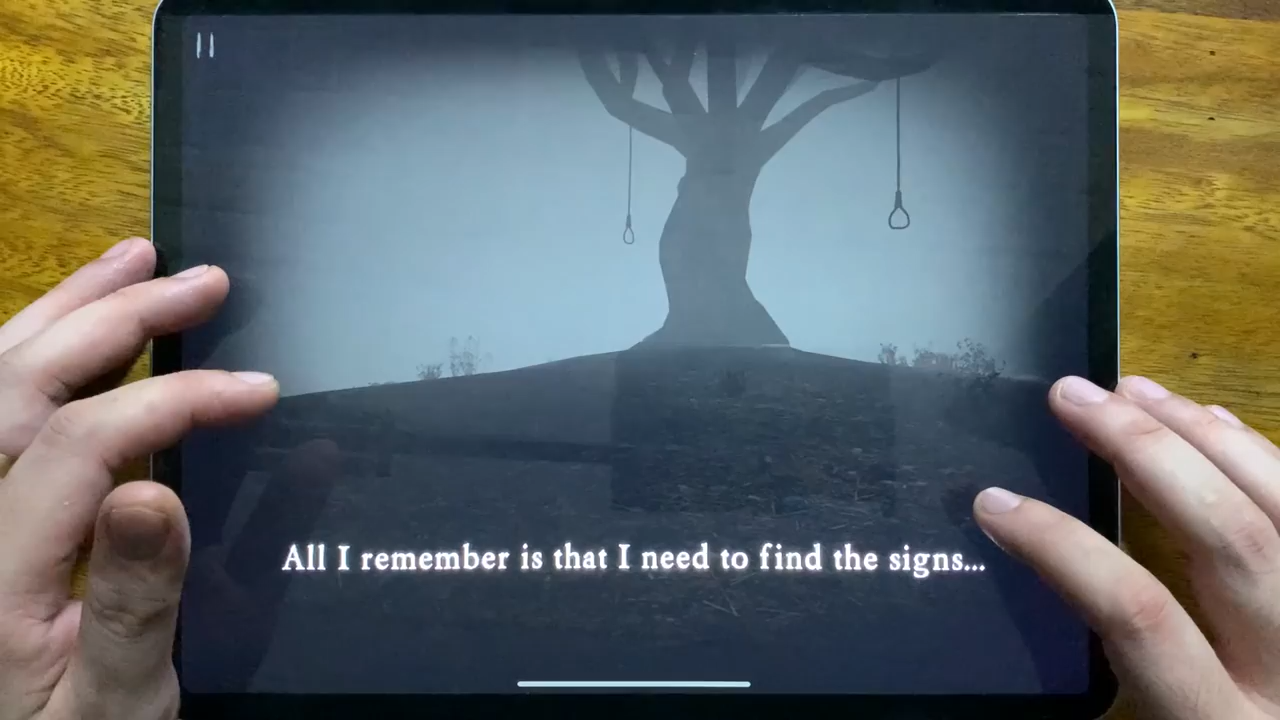 All I remember is that I need to find the signs...